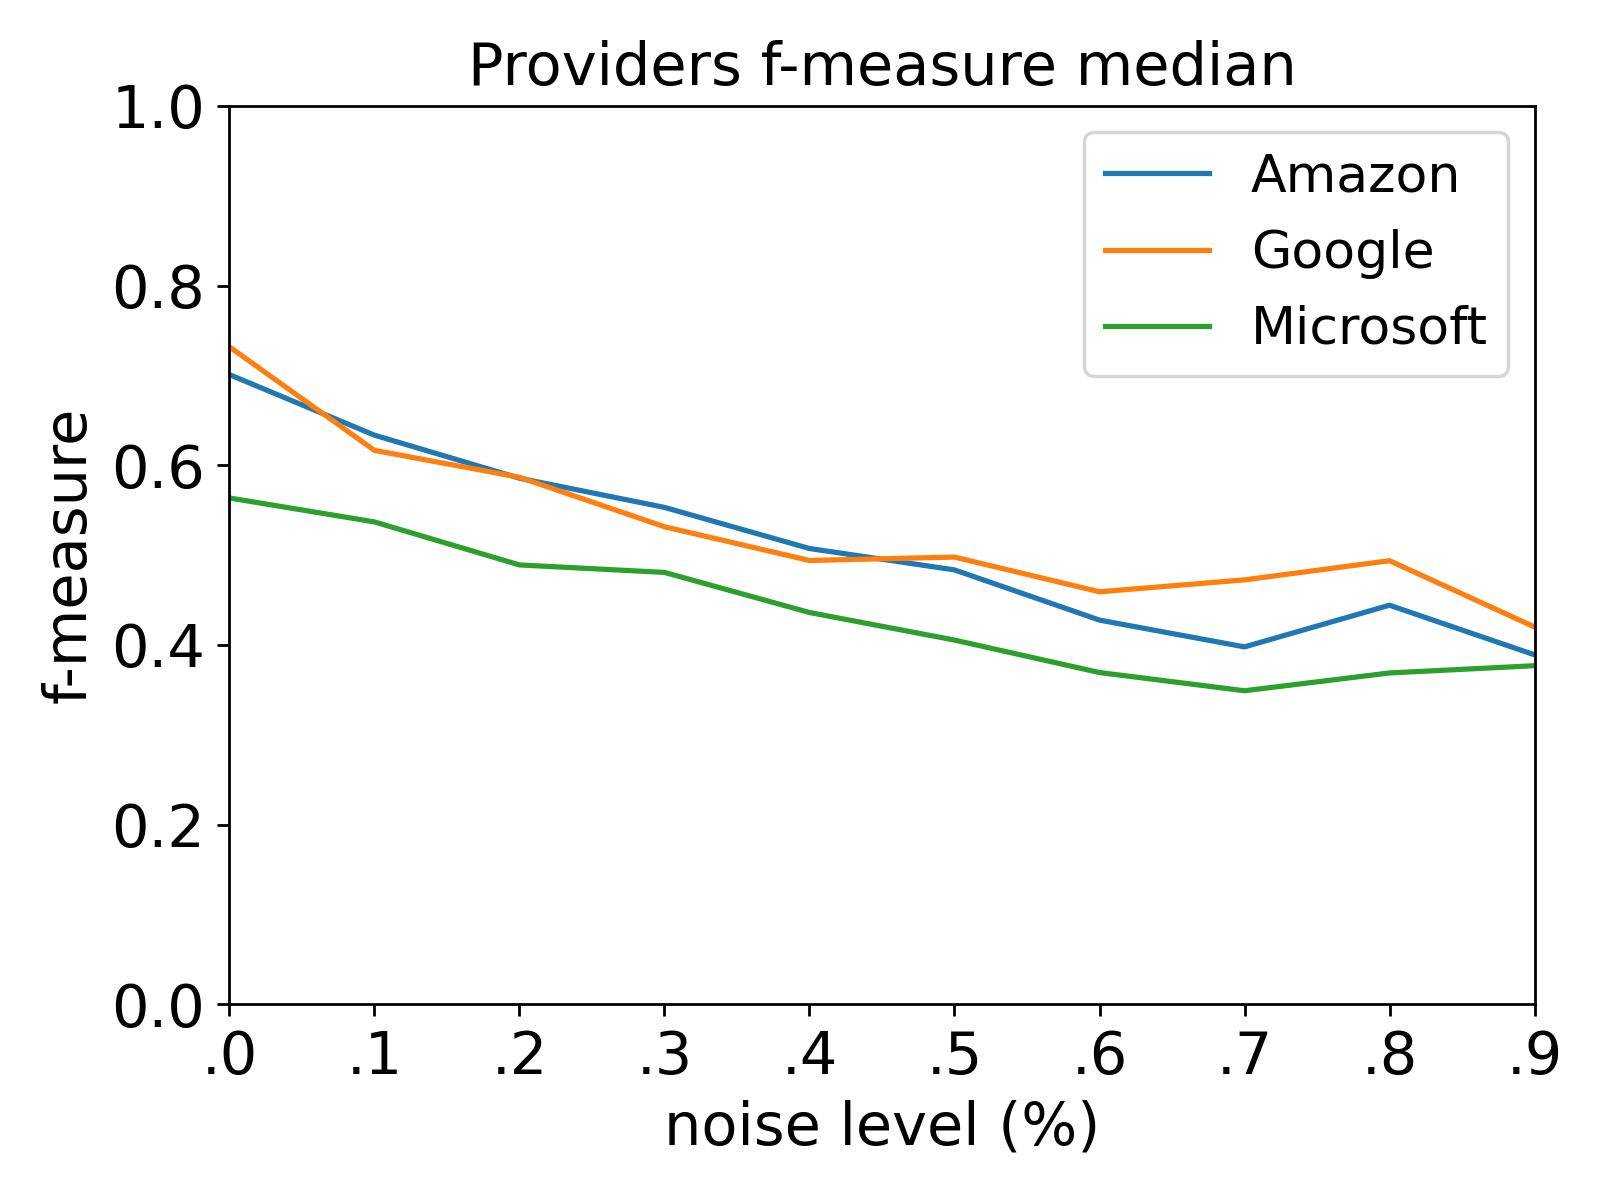 Providers f-measure median
1.0
0.8
0.6
0.4
0.2
0.0
f-measure
Amazon
Google
Microsoft
.0 .1 .2 .3 .4 .5 .6 .7 .8 .9
noise level (%)